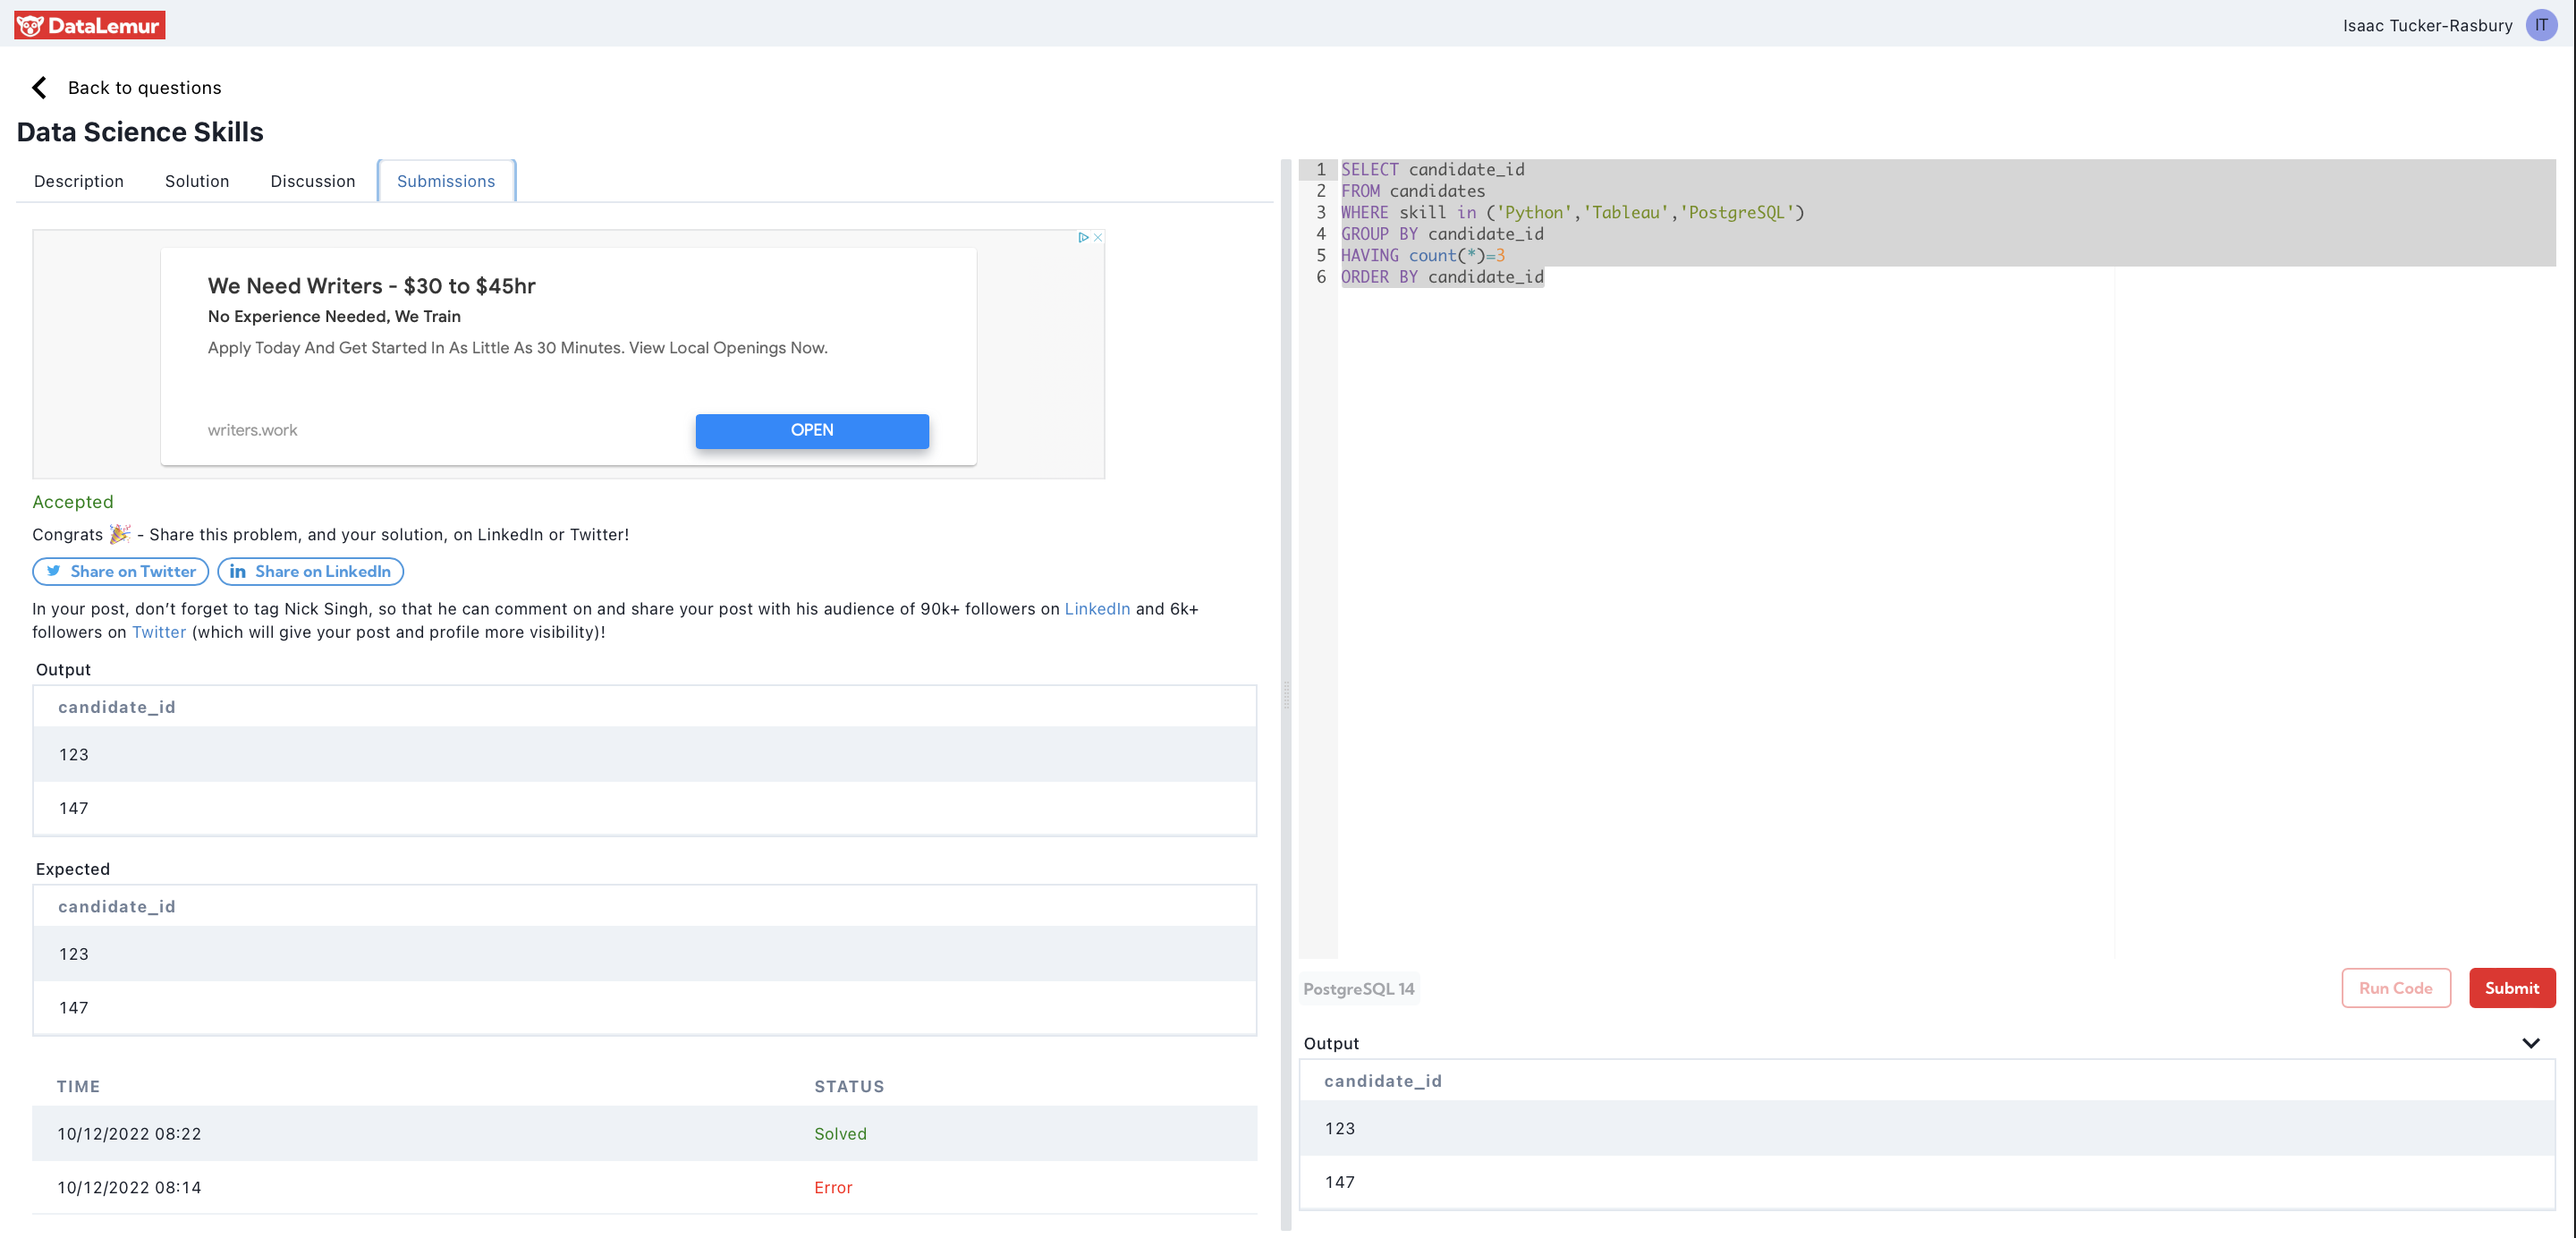 DataLemur
Isaac Tucker-Rasbury
IT
Back to questions
Data Science Skills
Description
Solution
Discussion
Submissions
We Need Writers - $30 to $45hr
No Experience Needed, We Train
Apply Today And Get Started In As Little As 30 Minutes. View Local Openings Now.
writers.work
OPEN
Accepted
Congrats 🎉 - Share this problem, and your solution, on LinkedIn or Twitter!
Share on Twitter
in Share on LinkedIn
In your post, don’t forget to tag Nick Singh, so that he can comment on and share your post with his audience of 90k+ followers on LinkedIn and 6k+
followers on Twitter (which will give your post and profile more visibility)!
Output
candidate_id
123
147
Expected
candidate_id
123
147
TIME
STATUS
10/12/2022 08:22
Solved
10/12/2022 08:14
Error
1 SELECT candidate_id
2 FROM candidates
3 WHERE skill in ('Python','Tableau','PostgreSQL')
4 GROUP BY candidate_id
5 HAVING count(*)=3
6 ORDER BY candidate_id
PostgreSQL 14
Run Code
Submit
Output
candidate_id
123
147